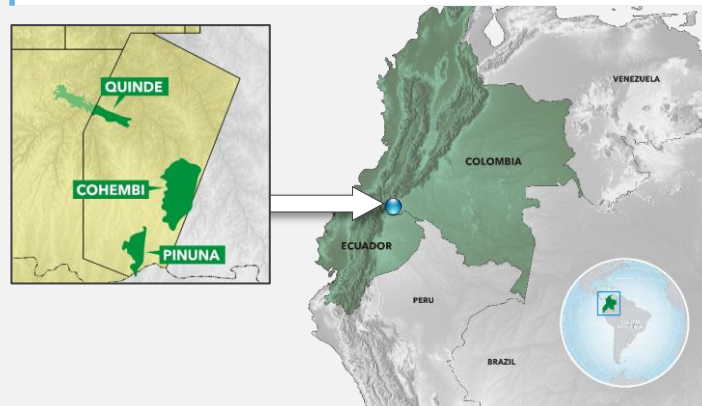 QUINDE
COHEMBI
PINUNA
VENEZUELA
COLOMBIA
ECUADOR
PERU
BRAZIL